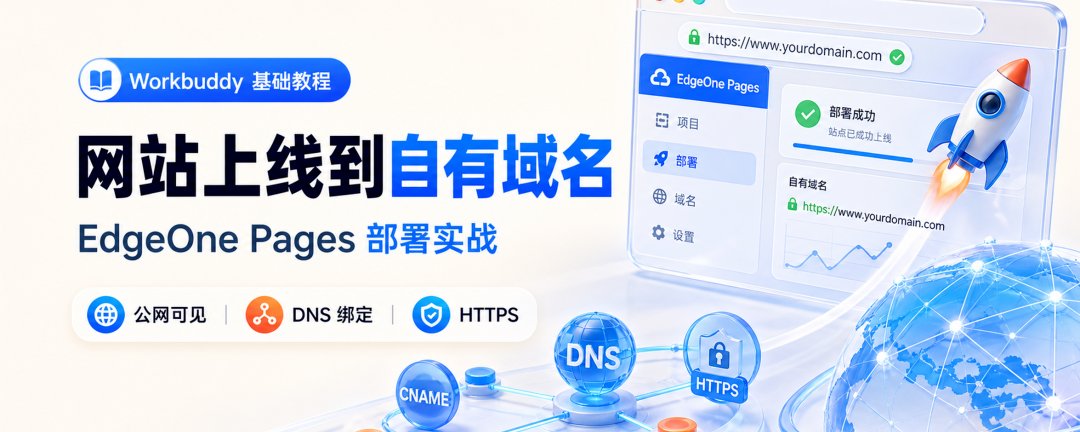 Workbuddy 基础教程
网站上线到自有域名
EdgeOne Pages 部署实战
公网可见
DNS 绑定
HTTPS
https://www.yourdomain.com
EdgeOne Pages
项目
部署
域名
设置
部署成功
站点已成功上线
自有域名
https://www.yourdomain.com
CNAME
DNS
HTTPS